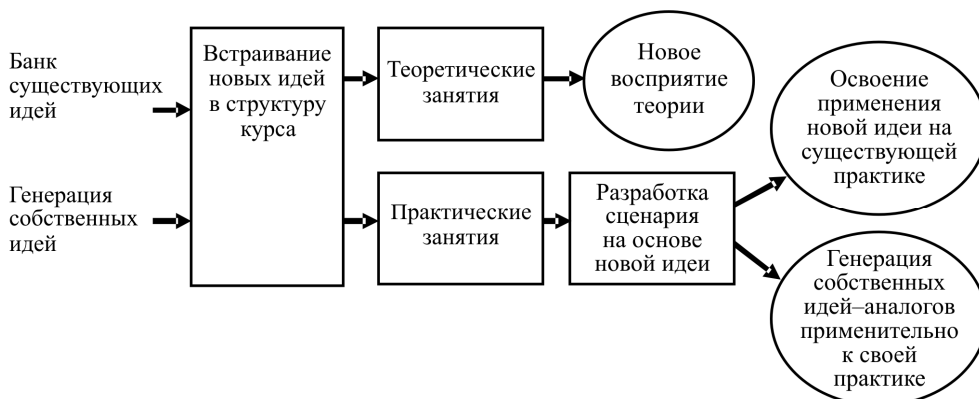 Банк
существующих
идей
Генерация
собственных
идей
Встраивание
новых идей
в структуру
курса
Теоретические
занятия
Новое
восприятие
теории
Практические
занятия
Разработка
сценария
на основе
новой идеи
Освоение
применения
новой идеи на
существующей
практике
Генерация
собственных
идей–аналогов
применительно
к своей
практике